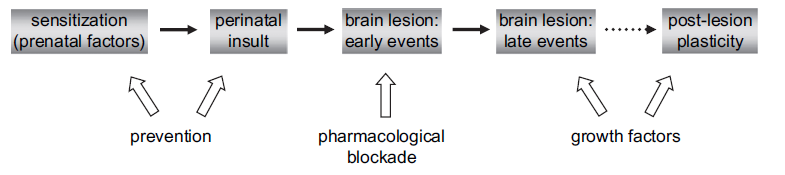 sensitization
(prenatal factors)
perinatal
insult
brain lesion:
early events
brain lesion:
late events
post-lesion
plasticity
prevention
pharmacological
blockade
growth factors